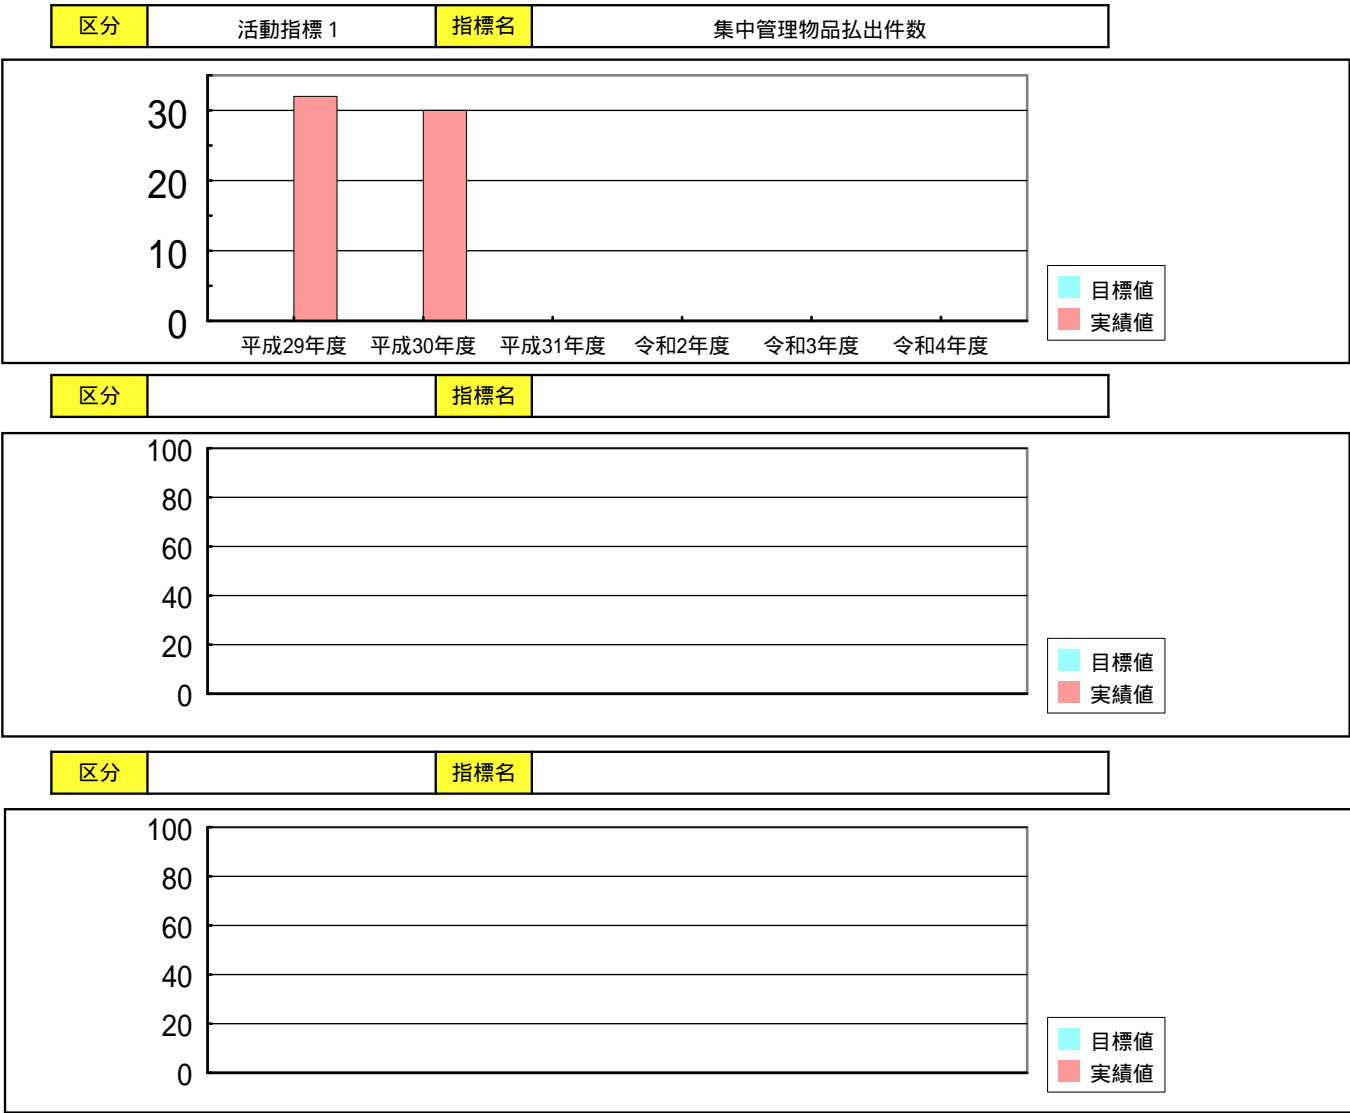 区分 活動指標1 指標名 集中管理物品払出件数
30
20
10
0
平成29年度 平成30年度 平成31年度 令和2年度 令和3年度 令和4年度
目標値
実績値
区分 指標名
100
80
60
40
20
0
目標値
実績値
区分 指標名
100
80
60
40
20
0
目標値
実績値